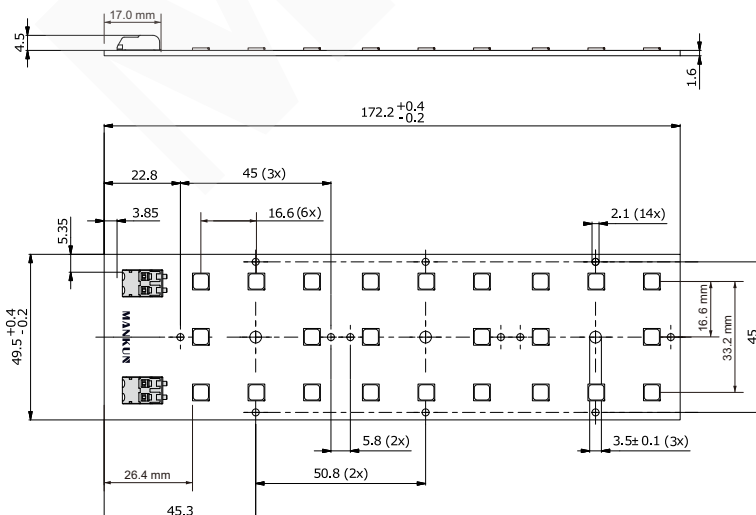 17.0 mm
4.5
1.6
172.2 +0.4 -0.2
22.8
45 (3x)
3.85
16.6 (6x)
2.1 (14x)
5.35
49.5 +0.4 -0.2
MANKUN
16.6 mm
33.2 mm
45
5.8 (2x)
3.5± 0.1 (3x)
26.4 mm
50.8 (2x)
45.3